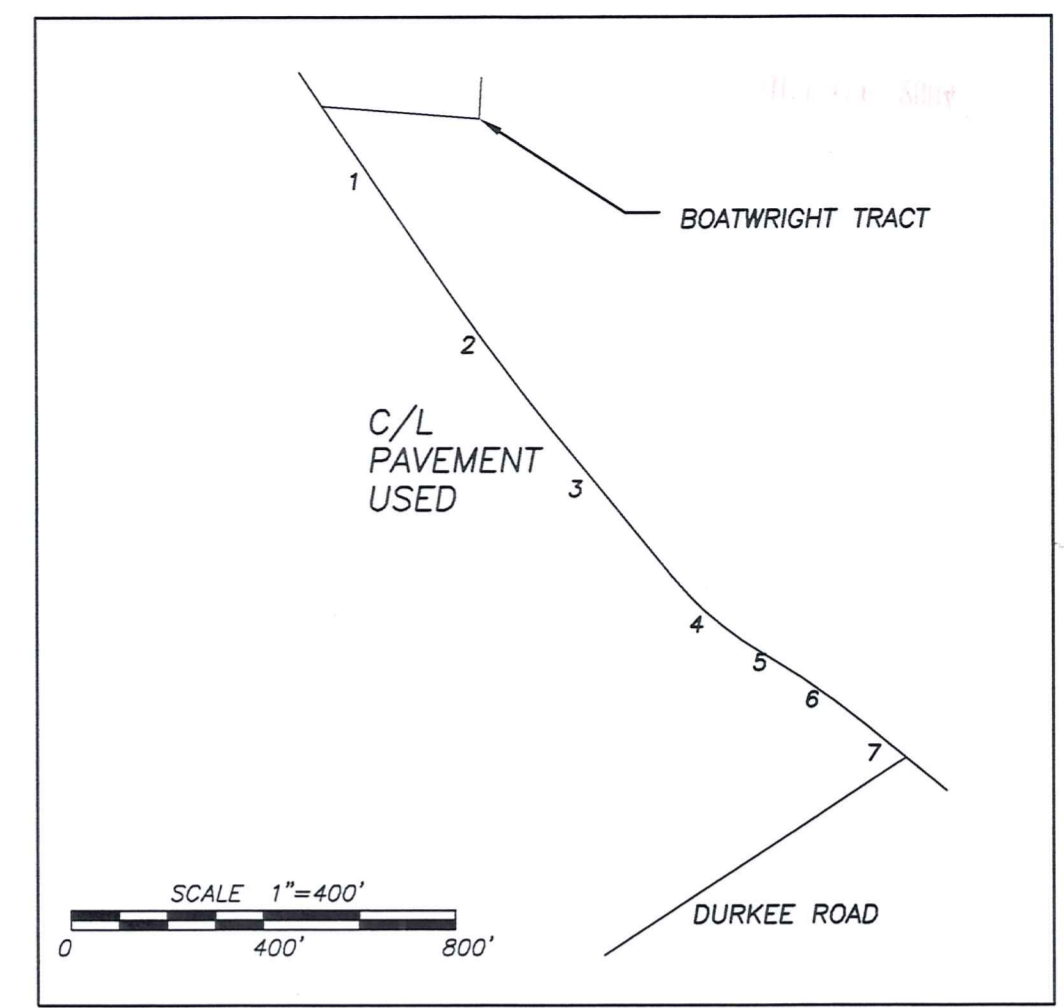 1
BOATWRIGHT TRACT
2
C/L
PAVEMENT
USED
3
4
5
6
7
SCALE 1"=400'
0 400' 800'
DURKEE ROAD